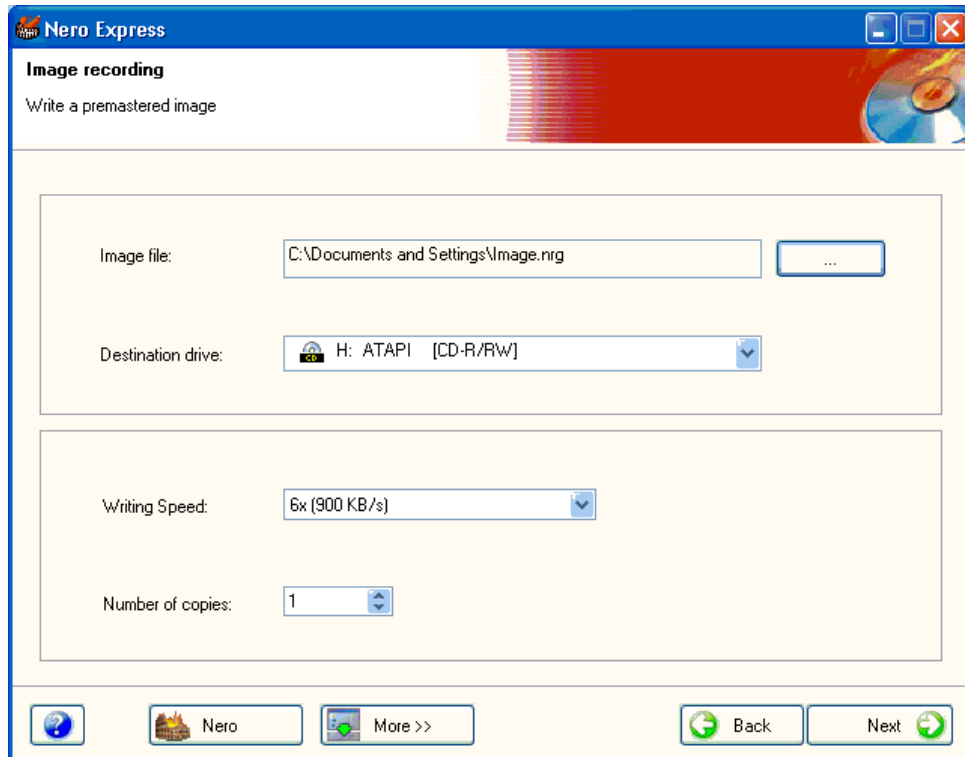 Nero Express
Image recording
Write a premastered image
Image file: C:\Documents and Settings\Image.nrg ...
Destination drive: H: ATAPI [CD-R/RW]
Writing Speed: 6x (900 KB/s)
Number of copies: 1
? Nero More >> Back Next